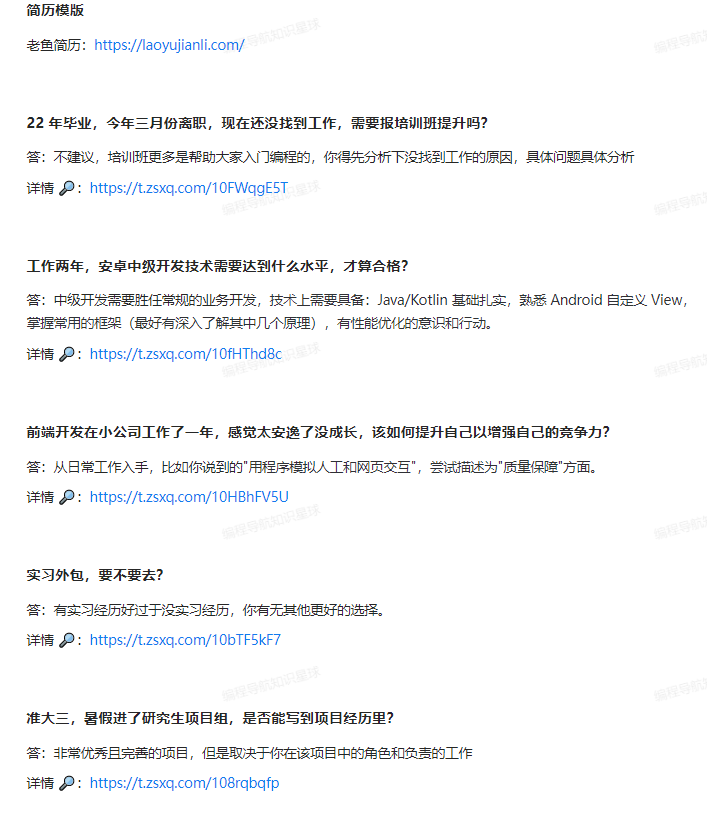 简历模版
老鱼简历：https://laoyujianli.com/
22 年毕业，今年三月份离职，现在还没找到工作，需要报培训班提升吗？
答：不建议，培训班更多是帮助大家入门编程的，你得先分析下没找到工作的原因，具体问题具体分析
详情 🔎：https://t.zsxq.com/10FWqgE5T
工作两年，安卓中级开发技术需要达到什么水平，才算合格？
答：中级开发需要胜任常规的业务开发，技术上需要具备：Java/Kotlin 基础扎实，熟悉 Android 自定义 View，
掌握常用的框架（最好有深入了解其中几个原理），有性能优化的意识和行动。
详情 🔎：https://t.zsxq.com/10fHThd8c
前端开发在小公司工作了一年，感觉太安逸了没成长，该如何提升自己以增强自己的竞争力？
答：从日常工作入手，比如你说到的"用程序模拟人工和网页交互"，尝试描述为"质量保障"方面。
详情 🔎：https://t.zsxq.com/10HBhFV5U
实习外包，要不要去？
答：有实习经历好过于没实习经历，你有无其他更好的选择。
详情 🔎：https://t.zsxq.com/10bTF5kF7
准大三，暑假进了研究生项目组，是否能写到项目经历里？
答：非常优秀且完善的项目，但是取决于你在该项目中的角色和负责的工作
详情 🔎：https://t.zsxq.com/108rqbqfp
编程导航知识星球